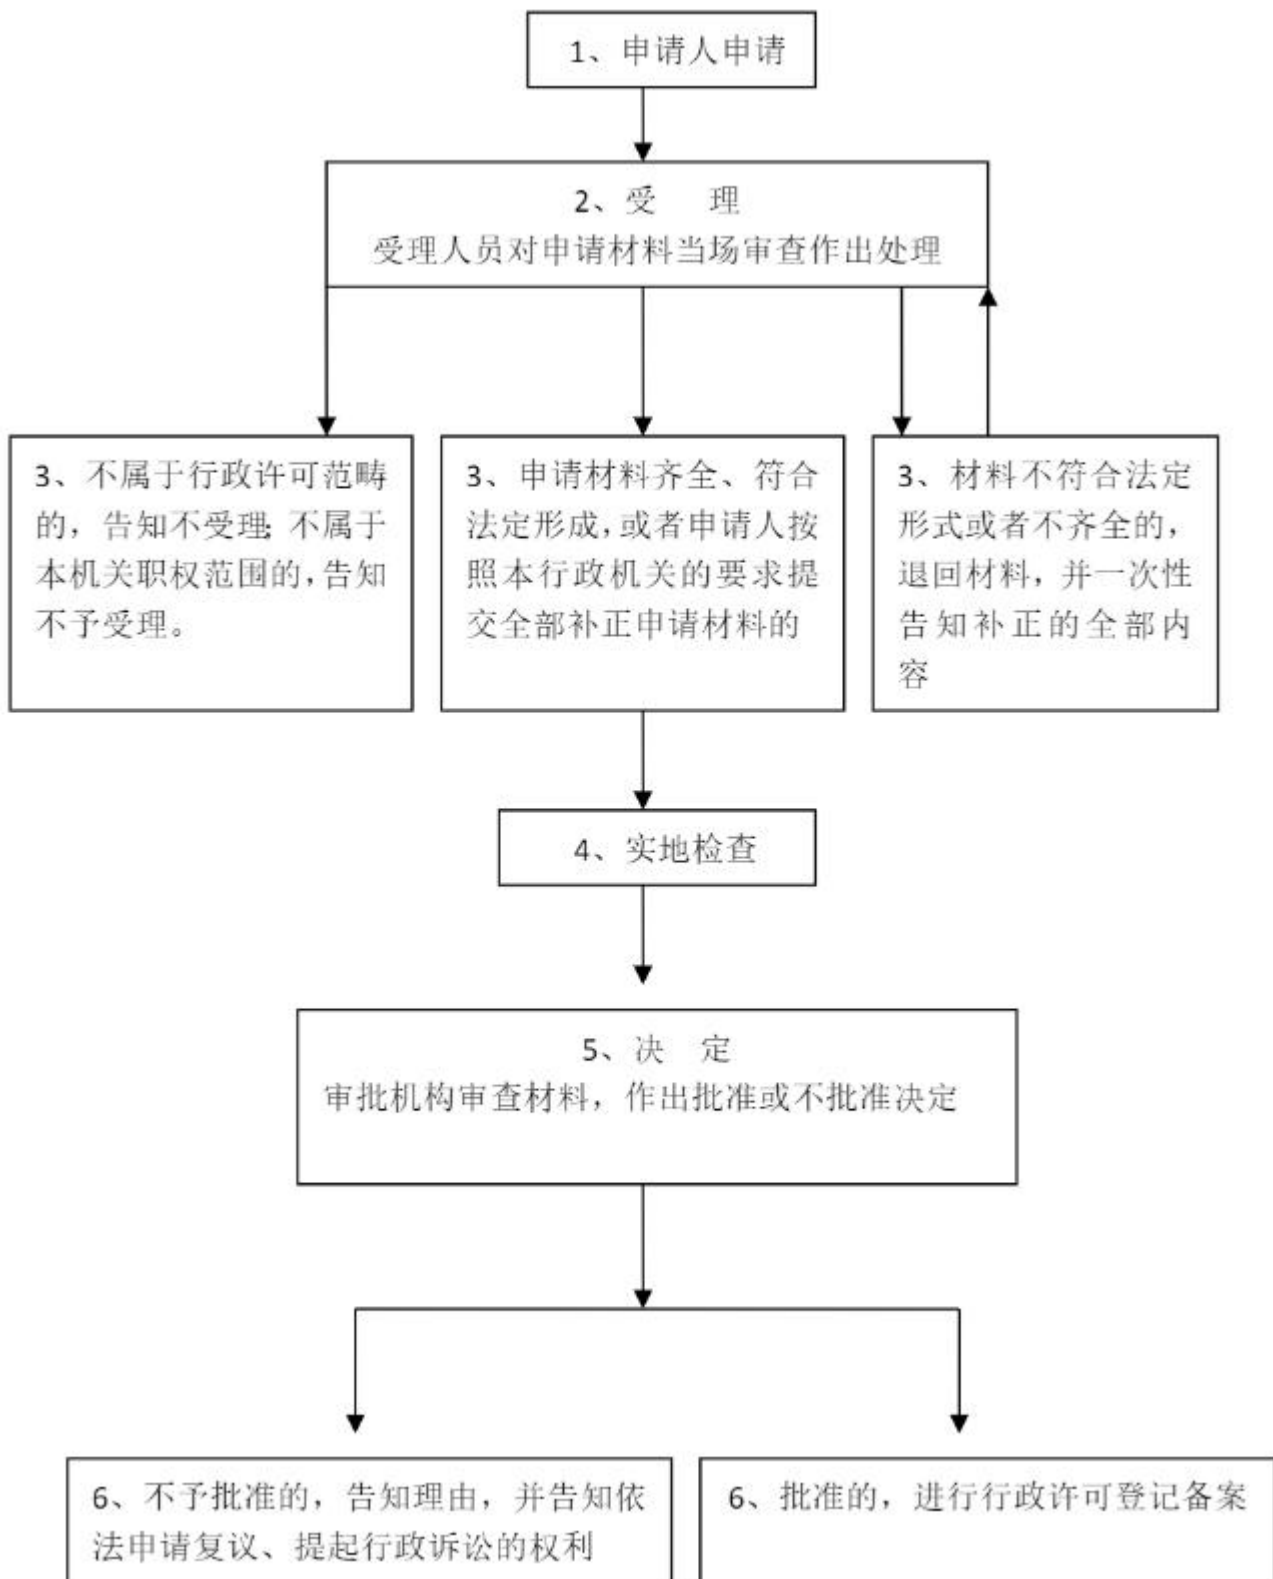 1、申请人申请
2、受 理
受理人员对申请材料当场审查作出处理
3、不属于行政许可范畴
的，告知不受理；不属于
本机关职权范围的，告知
不予受理。
3、申请材料齐全、符合
法定形成，或者申请人按
照本行政机关的要求提
交全部补正申请材料的
3、材料不符合法定
形式或者不齐全的，
退回材料，并一次性
告知补正的全部内
容
4、实地检查
5、决 定
审批机构审查材料，作出批准或不批准决定
6、不予批准的，告知理由，并告知依
法申请复议、提起行政诉讼的权利
6、批准的，进行行政许可登记备案